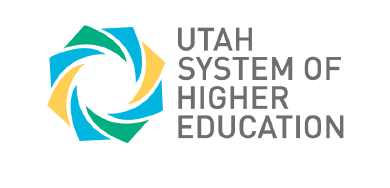 UTAH
SYSTEM OF
HIGHER
EDUCATION